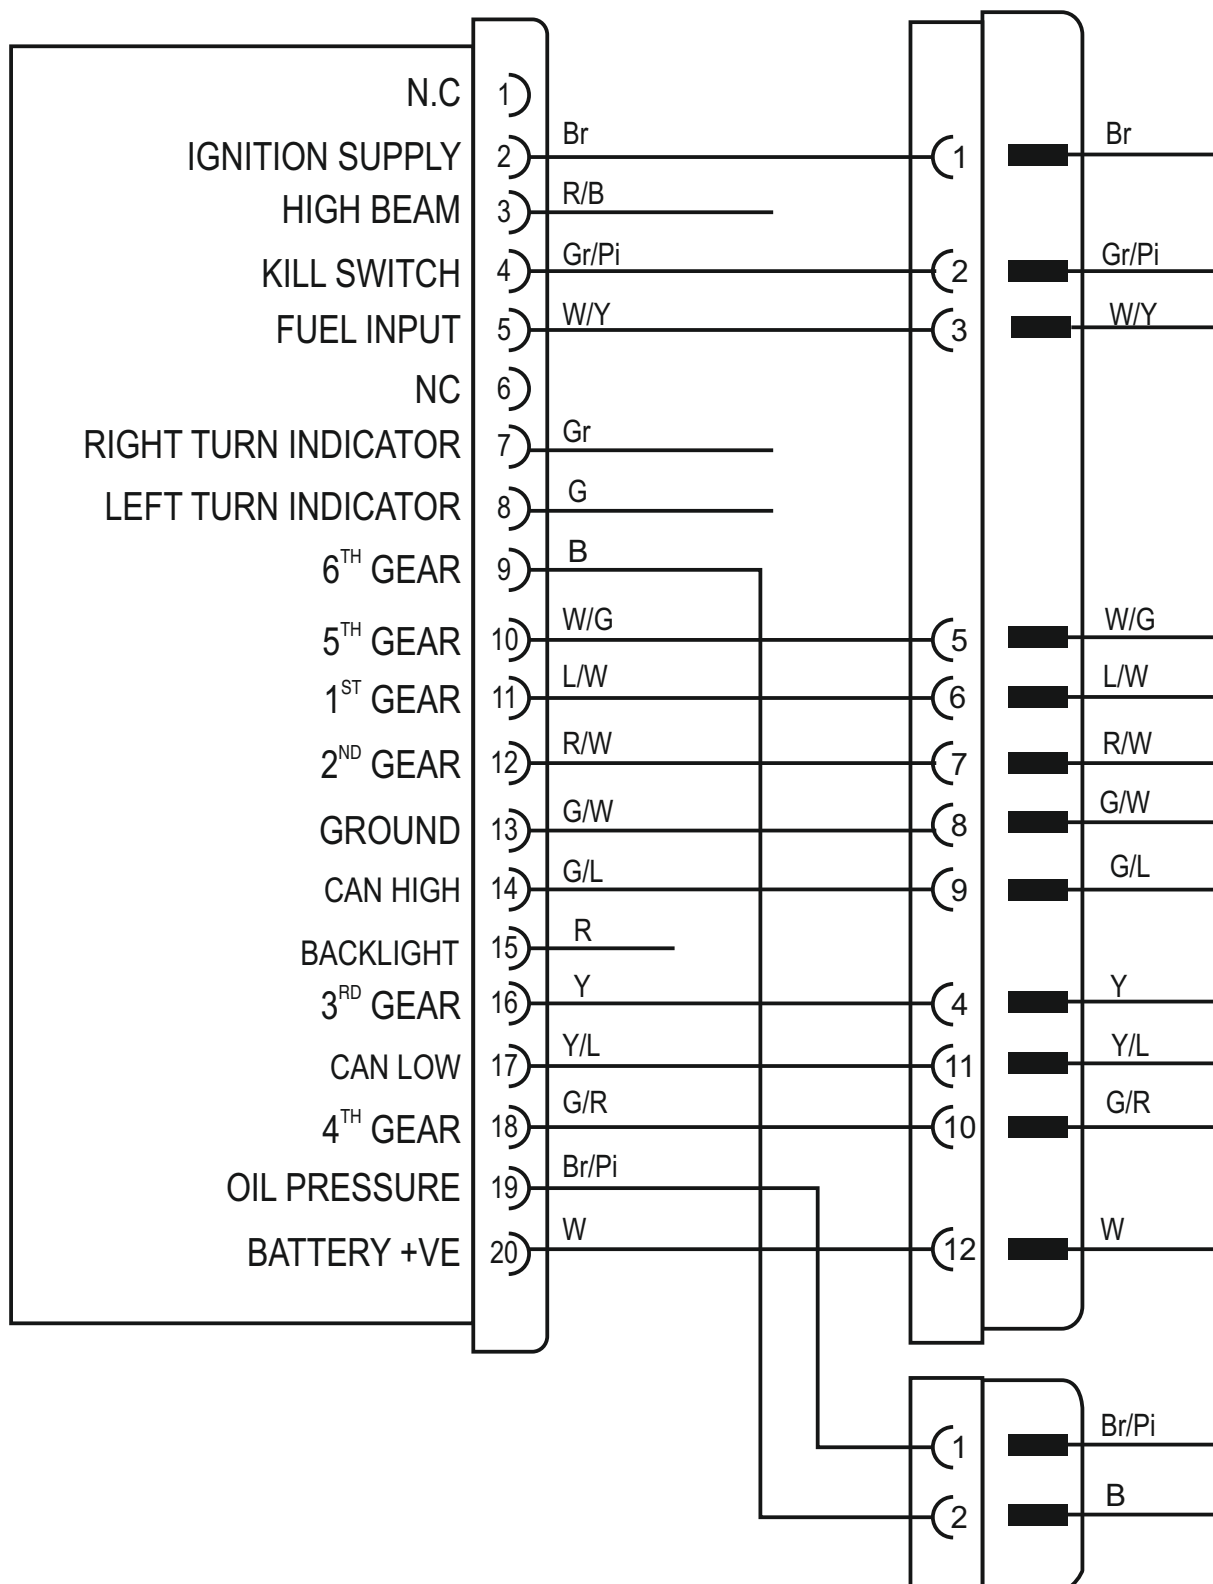 N.C 1
IGNITION SUPPLY 2 Br 1 Br
HIGH BEAM 3 R/B
KILL SWITCH 4 Gr/Pi 2 Gr/Pi
FUEL INPUT 5 W/Y 3 W/Y
NC 6
RIGHT TURN INDICATOR 7 Gr
LEFT TURN INDICATOR 8 G
6TH GEAR 9 B
5TH GEAR 10 W/G 5 W/G
1ST GEAR 11 L/W 6 L/W
2ND GEAR 12 R/W 7 R/W
GROUND 13 G/W 8 G/W
CAN HIGH 14 G/L 9 G/L
BACKLIGHT 15 R
3RD GEAR 16 Y 4 Y
CAN LOW 17 Y/L 11 Y/L
4TH GEAR 18 G/R 10 G/R
OIL PRESSURE 19 Br/Pi
BATTERY +VE 20 W 12 W
1 Br/Pi
2 B